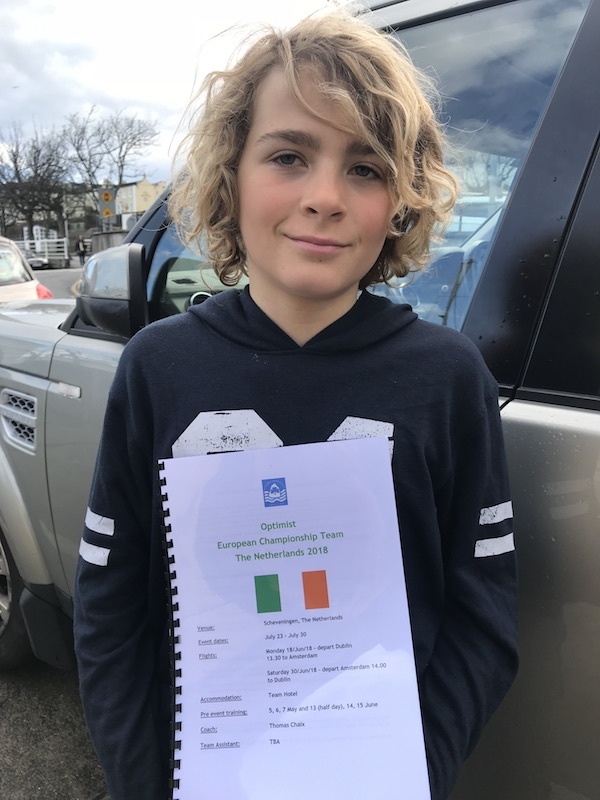 Optimist
European Championship Team
The Netherlands 2018
Venue: Scheveningen, The Netherlands
Event dates: July 23 - July 30
Flights: Monday 18/Jun/18 - depart Dublin
13.30 to Amsterdam
Saturday 30/Jun/18 - depart Amsterdam 14.00
to Dublin
Accommodation: Team Hotel
Pre event training: 5, 6, 7 May and 13 (half day), 14, 15 June
Coach: Thomas Chaix
Team Assistant: TBA